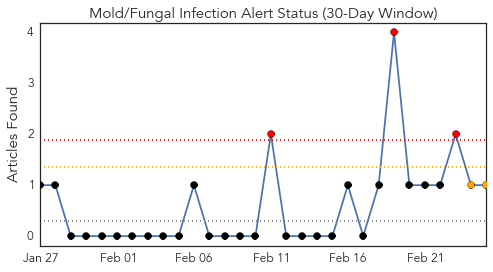 Mold/Fungal Infection Alert Status (30-Day Window)
Articles Found
4
3
2
1
0
Jan 27
Feb 01
Feb 06
Feb 11
Feb 16
Feb 21